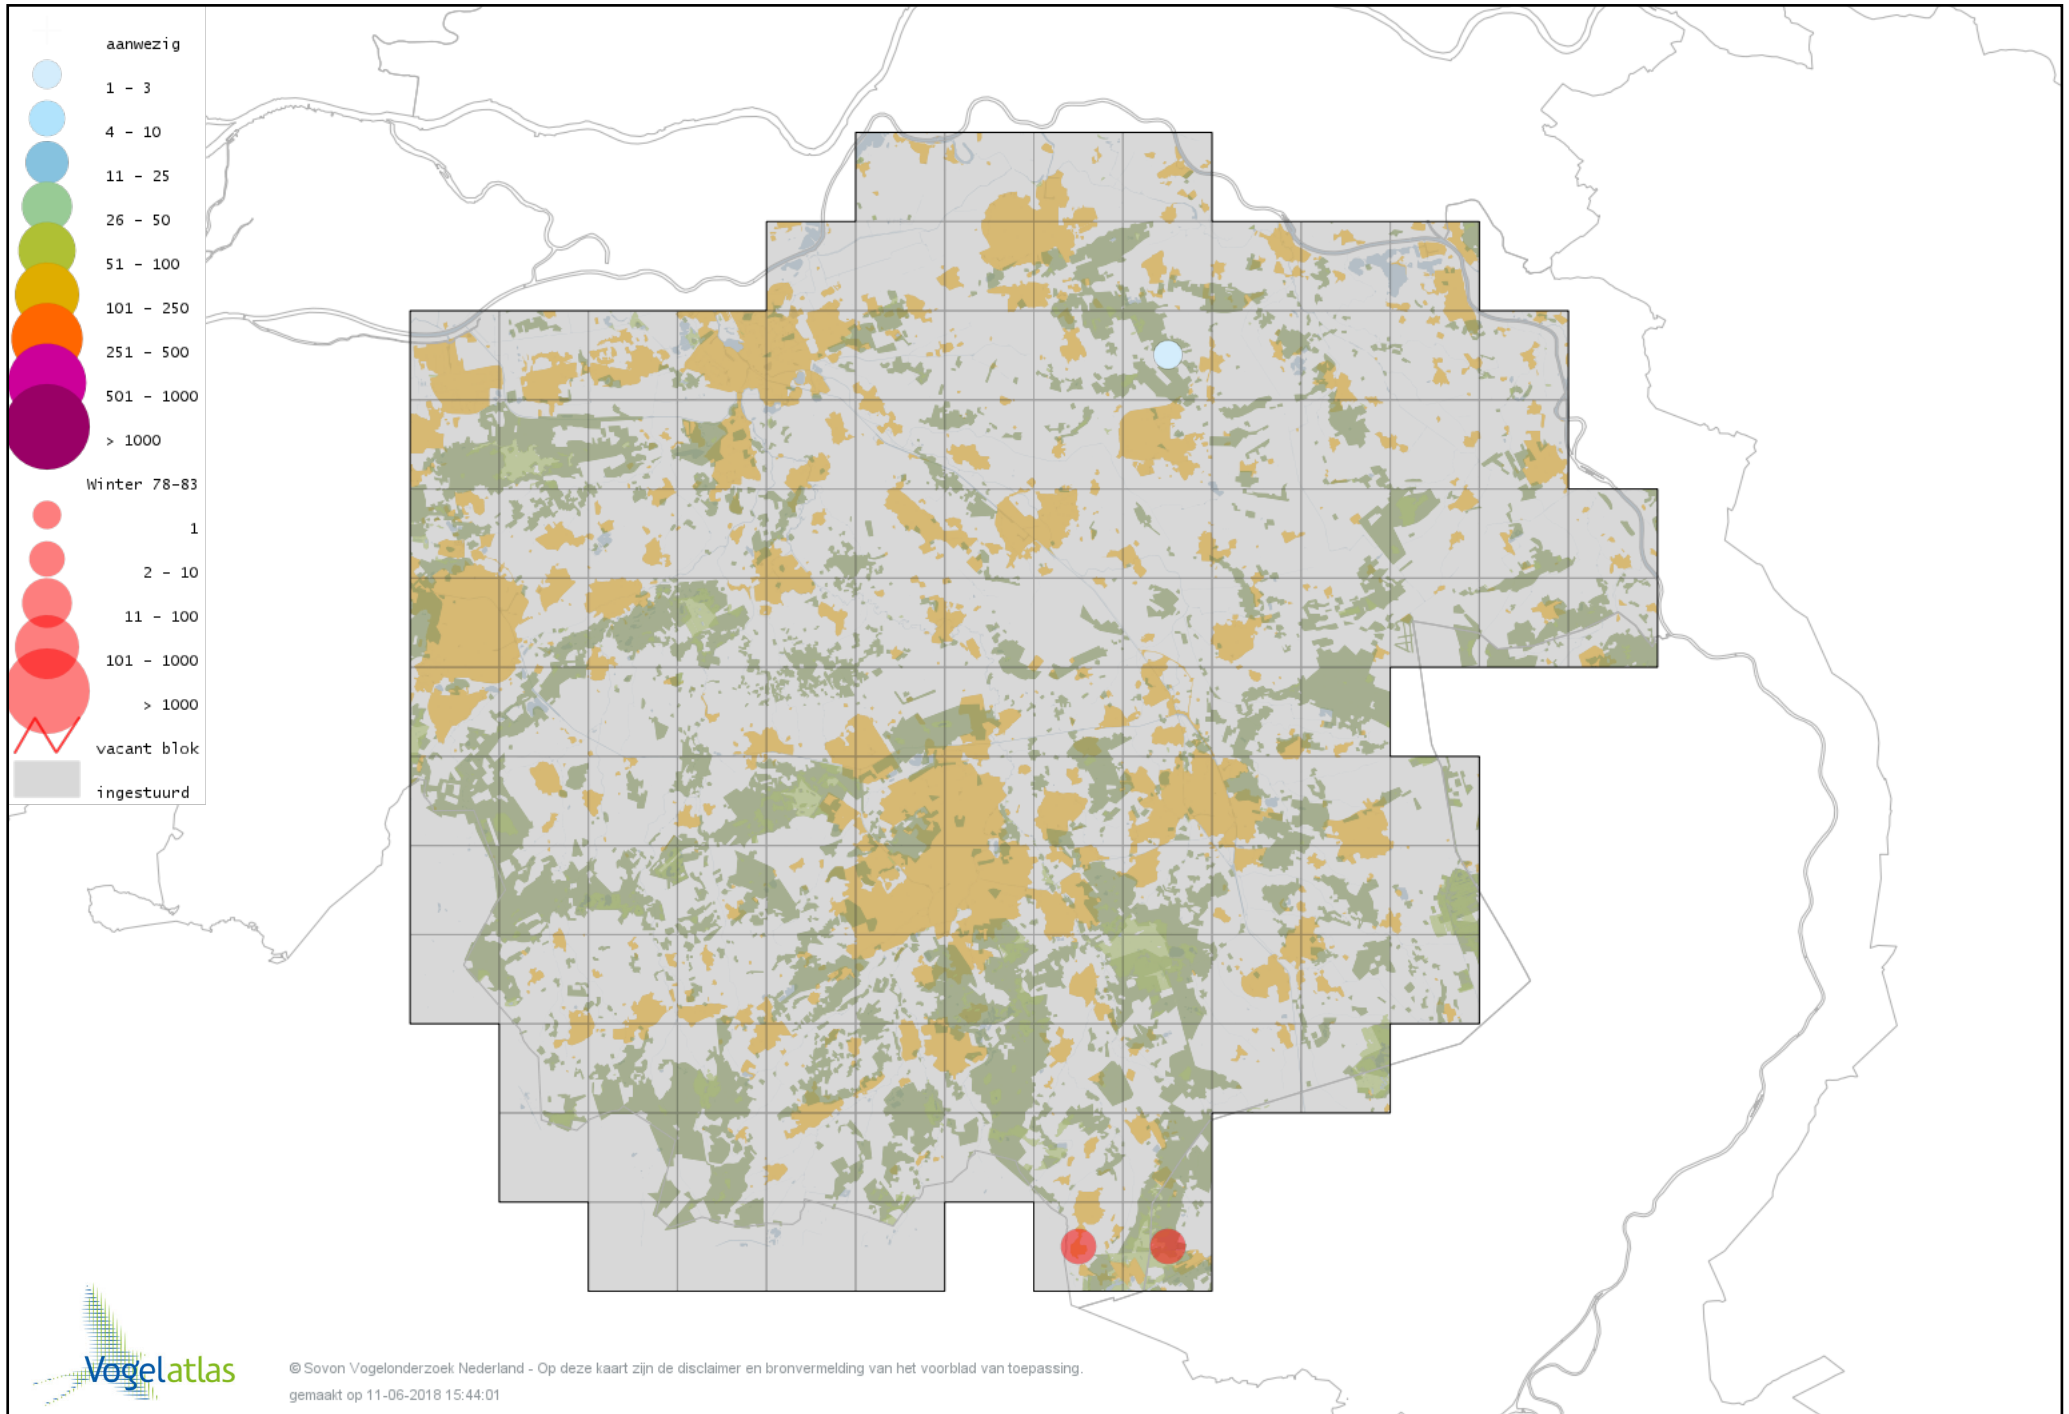 aanwezig
1 - 3
4 - 10
11 - 25
26 - 50
51 - 100
101 - 250
251 - 500
501 - 1000
> 1000
Winter 78-83
1
2 - 10
11 - 100
101 - 1000
> 1000
vacant blok
ingestuurd
Vogelatlas
© Sovon Vogelonderzoek Nederland - Op deze kaart zijn de disclaimer en bronvermelding van het voorblad van toepassing.
gemaakt op 11-06-2018 15:44:01